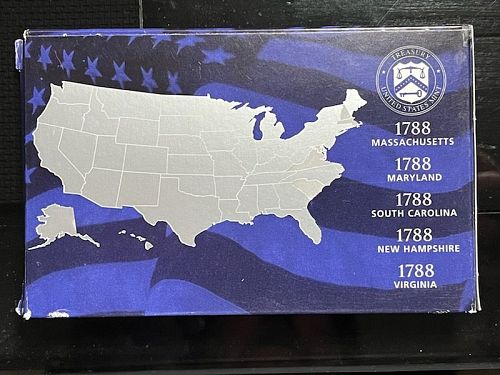 TREASURY
UNITED STATES MINT
1788
MASSACHUSETTS
1788
MARYLAND
1788
SOUTH CAROLINA
1788
NEW HAMPSHIRE
1788
VIRGINIA